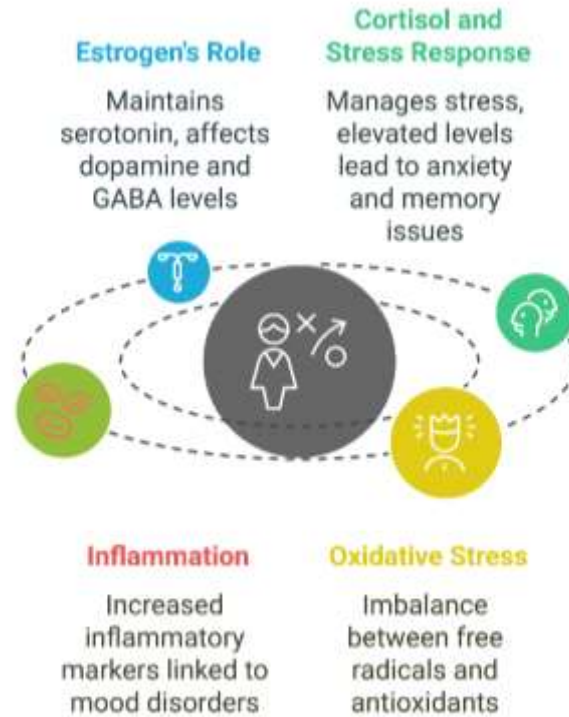 Estrogen's Role
Maintains
serotonin, affects
dopamine and
GABA levels
Cortisol and
Stress Response
Manages stress,
elevated levels
lead to anxiety
and memory
issues
Inflammation
Increased
inflammatory
markers linked to
mood disorders
Oxidative Stress
Imbalance
between free
radicals and
antioxidants